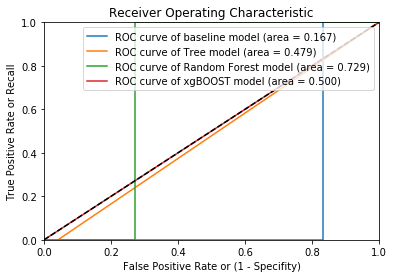 Receiver Operating Characteristic
1.0
0.8
0.6
0.4
0.2
0.0
True Positive Rate or Recall
ROC curve of baseline model (area = 0.167)
ROC curve of Tree model (area = 0.479)
ROC curve of Random Forest model (area = 0.729)
ROC curve of xgBOOST model (area = 0.500)
0.0 0.2 0.4 0.6 0.8 1.0
False Positive Rate or (1 - Specifity)